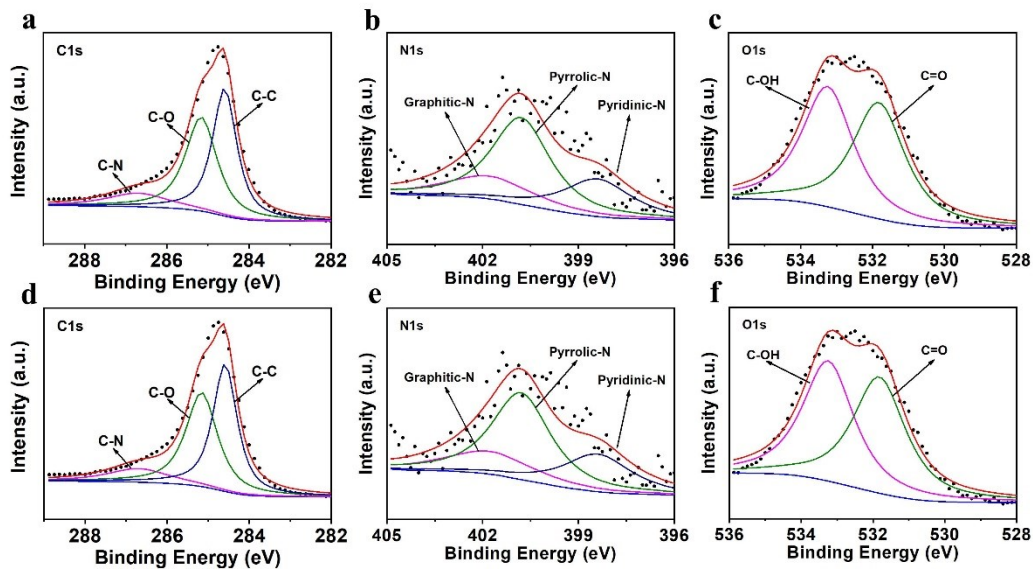 a
C1s
C-C
C-O
C-N
Intensity (a.u.)
288 286 284 282
Binding Energy (eV)
b
N1s
Pyrrolic-N
Graphitic-N
Pyridinic-N
Intensity (a.u.)
405 402 399 396
Binding Energy (eV)
c
O1s
C-OH
C=O
Intensity (a.u.)
536 534 532 530 528
Binding Energy (eV)
d
C1s
C-C
C-O
C-N
Intensity (a.u.)
288 286 284 282
Binding Energy (eV)
e
N1s
Pyrrolic-N
Graphitic-N
Pyridinic-N
Intensity (a.u.)
405 402 399 396
Binding Energy (eV)
f
O1s
C-OH
C=O
Intensity (a.u.)
536 534 532 530 528
Binding Energy (eV)